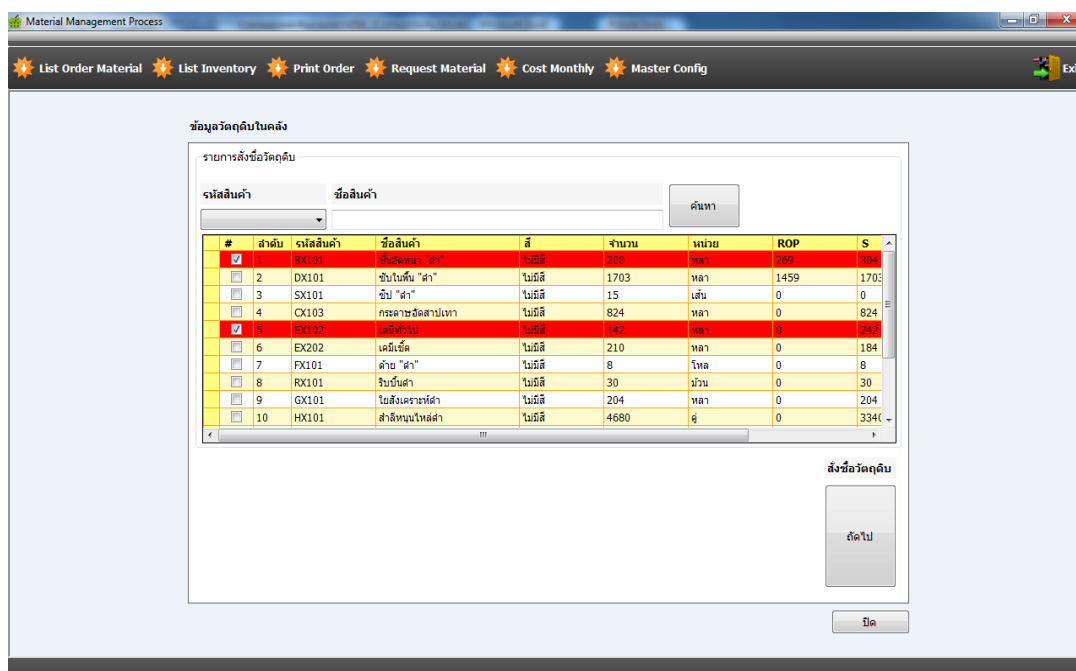 Material Management Process
List Order Material List Inventory Print Order Request Material Cost Monthly Master Config Exi
ข้อมูลวัตถุดิบในคลัง
รายการสั่งซื้อวัตถุดิบ
รหัสสินค้า ชื่อสินค้า
ค้นหา
# ลำดับ รหัสสินค้า ชื่อสินค้า สี จำนวน หน่วย ROP S
1 BX101 ไม่มีสี 200 หลา 269 304
2 DX101 ซับในพื้น "ดำ" ไม่มีสี 1703 หลา 1459 1703
3 SX101 ซิป "ดำ" ไม่มีสี 15 เส้น 0 0
4 CX103 กระดาษอัดสาปเทา ไม่มีสี 824 หลา 0 824
5 EX102 เคมีทั่วไป ไม่มีสี 142 หลา 0 242
6 EX202 เคมีเชิ้ต ไม่มีสี 210 หลา 0 184
7 FX101 ด้าย "ดำ" ไม่มีสี 8 โหล 0 8
8 RX101 ริบบิ้นดำ ไม่มีสี 30 ม้วน 0 30
9 GX101 ใยสังเคราะห์ดำ ไม่มีสี 204 หลา 0 204
10 HX101 สำลีหนุนไหล่ดำ ไม่มีสี 4680 คู่ 0 334
สั่งซื้อวัตถุดิบ
ถัดไป
ปิด